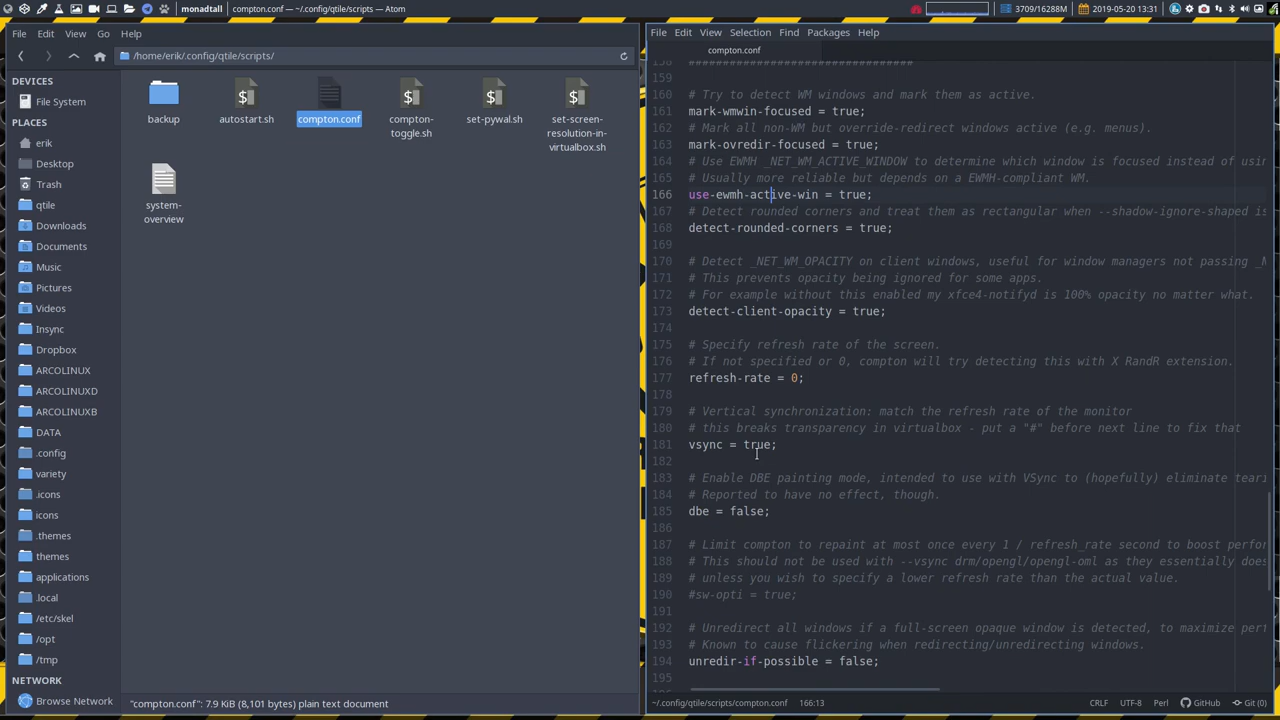 monadtall
compton.conf — ~/.config/qtile/scripts/ — Atom
3709/16288M
2019-05-20 13:31
File Edit View Go Help
/home/erik/.config/qtile/scripts/
DEVICES
File System
PLACES
erik
Desktop
Trash
qtile
Downloads
Documents
Music
Pictures
Videos
Insync
Dropbox
ARCOLINUX
ARCOLINUXD
ARCOLINUXB
DATA
.config
variety
.icons
icons
.themes
themes
applications
.local
/etc/skel
/opt
/tmp
NETWORK
Browse Network
backup
autostart.sh
compton.conf
compton-
toggle.sh
set-pywal.sh
set-screen-
resolution-in-
virtualbox.sh
system-
overview
"compton.conf": 7.9 KiB (8,101 bytes) plain text document
File Edit View Selection Find Packages Help
compton.conf
158 ################################
159
160 # Try to detect WM windows and mark them as active.
161 mark-wmwin-focused = true;
162 # Mark all non-WM but override-redirect windows active (e.g. menus).
163 mark-ovredir-focused = true;
164 # Use EWMH _NET_WM_ACTIVE_WINDOW to determine which window is focused instead of usin
165 # Usually more reliable but depends on a EWMH-compliant WM.
166 use-ewmh-active-win = true;
167 # Detect rounded corners and treat them as rectangular when --shadow-ignore-shaped is
168 detect-rounded-corners = true;
169
170 # Detect _NET_WM_OPACITY on client windows, useful for window managers not passing _N
171 # This prevents opacity being ignored for some apps.
172 # For example without this enabled my xfce4-notifyd is 100% opacity no matter what.
173 detect-client-opacity = true;
174
175 # Specify refresh rate of the screen.
176 # If not specified or 0, compton will try detecting this with X RandR extension.
177 refresh-rate = 0;
178
179 # Vertical synchronization: match the refresh rate of the monitor
180 # this breaks transparency in virtualbox - put a "#" before next line to fix that
181 vsync = true;
182
183 # Enable DBE painting mode, intended to use with VSync to (hopefully) eliminate teari
184 # Reported to have no effect, though.
185 dbe = false;
186
187 # Limit compton to repaint at most once every 1 / refresh_rate second to boost perfor
188 # This should not be used with --vsync drm/opengl/opengl-oml as they essentially does
189 # unless you wish to specify a lower refresh rate than the actual value.
190 #sw-opti = true;
191
192 # Unredirect all windows if a full-screen opaque window is detected, to maximize perf
193 # Known to cause flickering when redirecting/unredirecting windows.
194 unredir-if-possible = false;
195
~/.config/qtile/scripts/compton.conf 166:13
CRLF UTF-8 Perl GitHub Git (0)